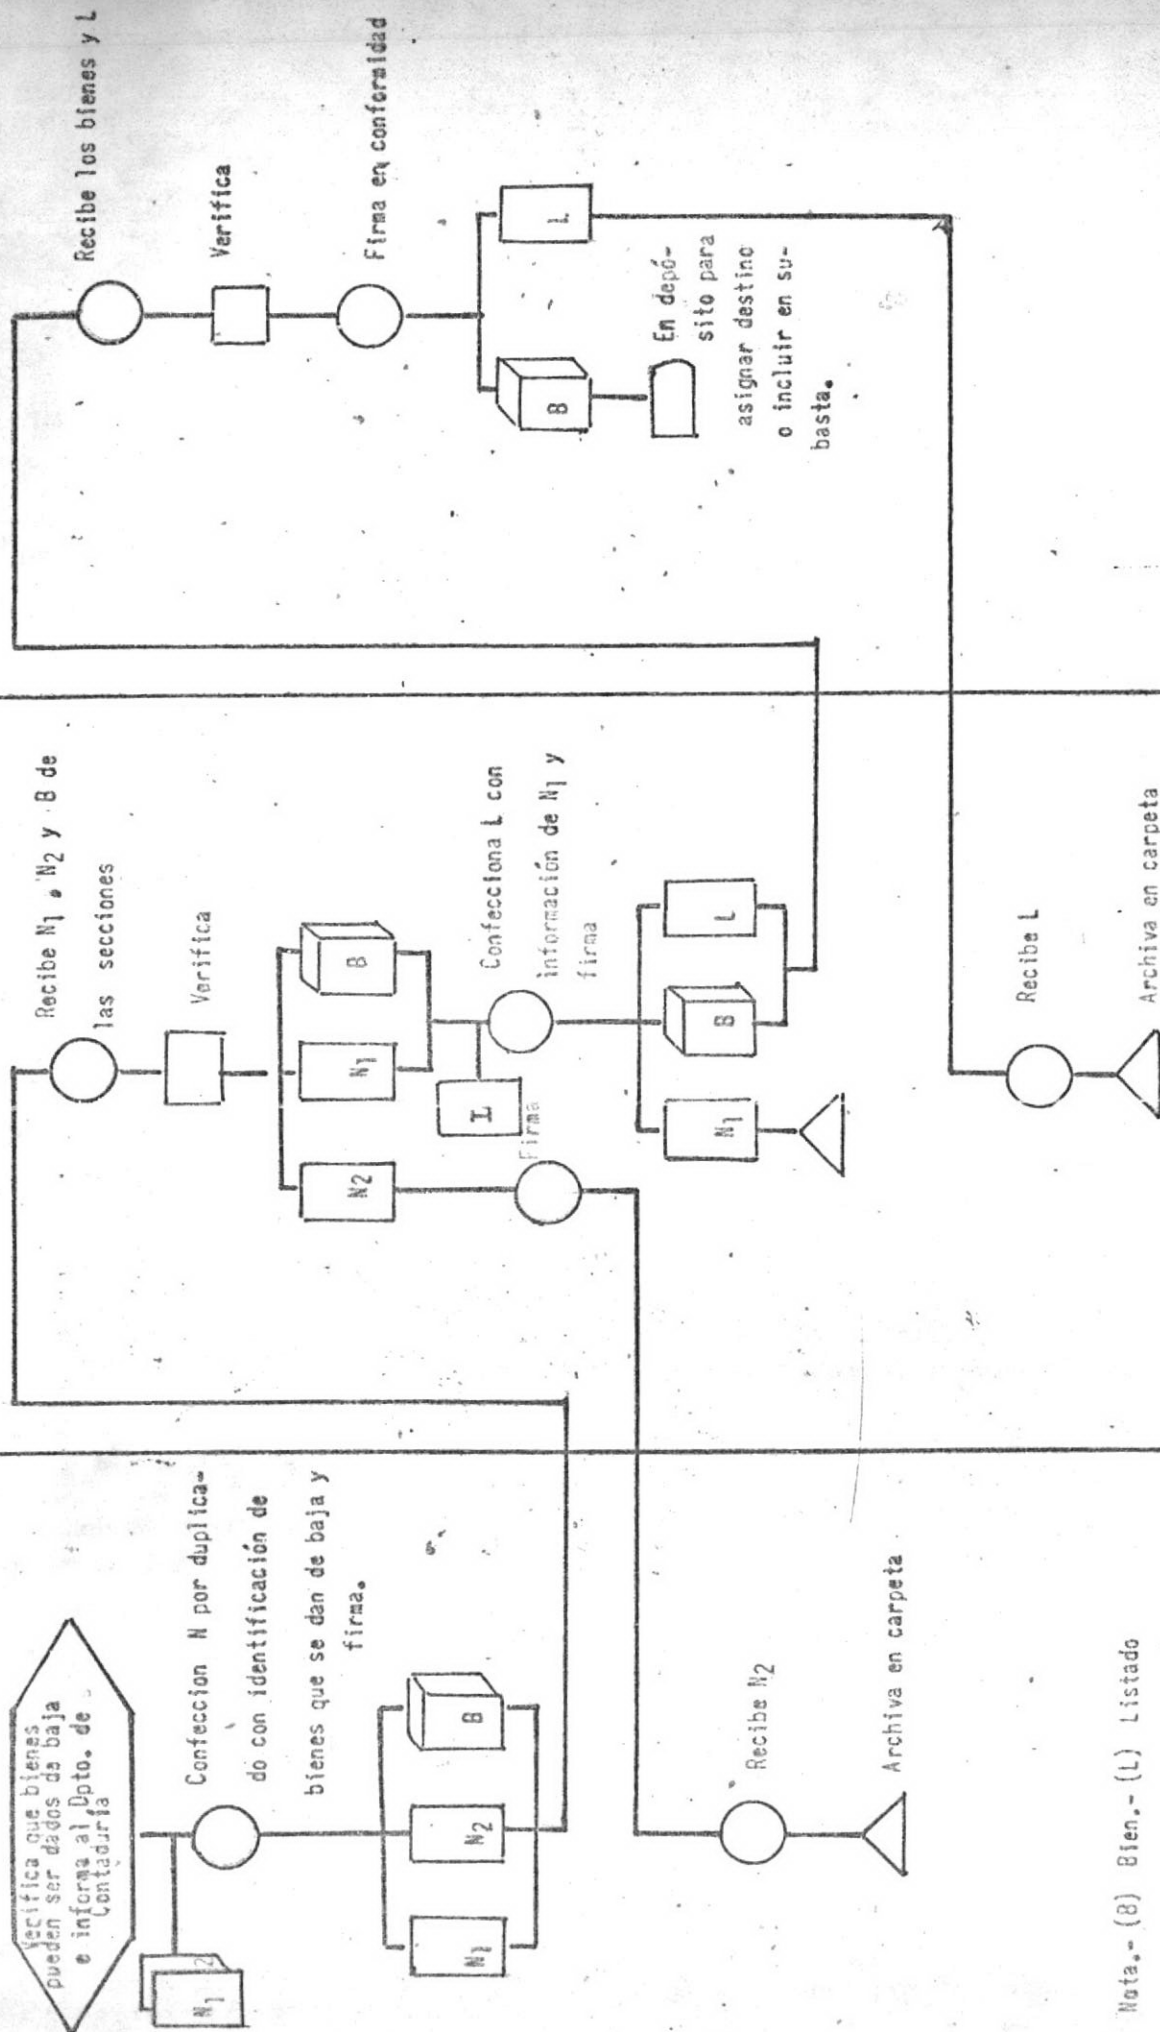 Verifica que bienes
pueden ser dados de baja
e informa al Dpto. de
Contaduría
N1
2
Confeccion N por duplica-
do con identificación de
bienes que se dan de baja y
firma.
N1
N2
B
Recibe N2
Archiva en carpeta
Nota.- (B) Bien.- (L) Listado
Recibe N1, N2 y B de
las secciones
Verifica
N2
N1
B
L
Firma
Confecciona L con
información de N1 y
firma
N1
B
L
Recibe L
Archiva en carpeta
Recibe los bienes y L
Verifica
Firma en conformidad
B
L
En depó-
sito para
asignar destino
o incluir en su-
basta.